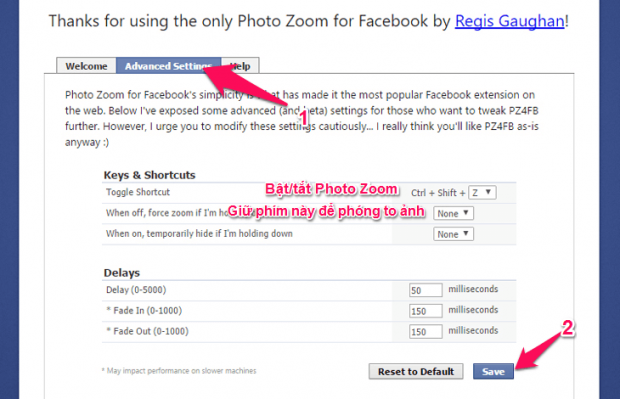 Thanks for using the only Photo Zoom for Facebook by Regis Gaughan!
Welcome Advanced Settings Help
Photo Zoom for Facebook's simplicity is what has made it the most popular Facebook extension on
the web. Below I've exposed some advanced (and beta) settings for those who want to tweak PZ4FB
further. However, I urge you to modify these settings cautiously... I really think you'll like PZ4FB as-is
anyway :)
1
Keys & Shortcuts
Toggle Shortcut Bật/tắt Photo Zoom Ctrl + Shift + Z
When off, force zoom if I'm Giữ phím này để phóng to ảnh None
When on, temporarily hide if I'm holding down None
Delays
Delay (0-5000) 50 milliseconds
* Fade In (0-1000) 150 milliseconds
* Fade Out (0-1000) 150 milliseconds
2
* May impact performance on slower machines Reset to Default Save